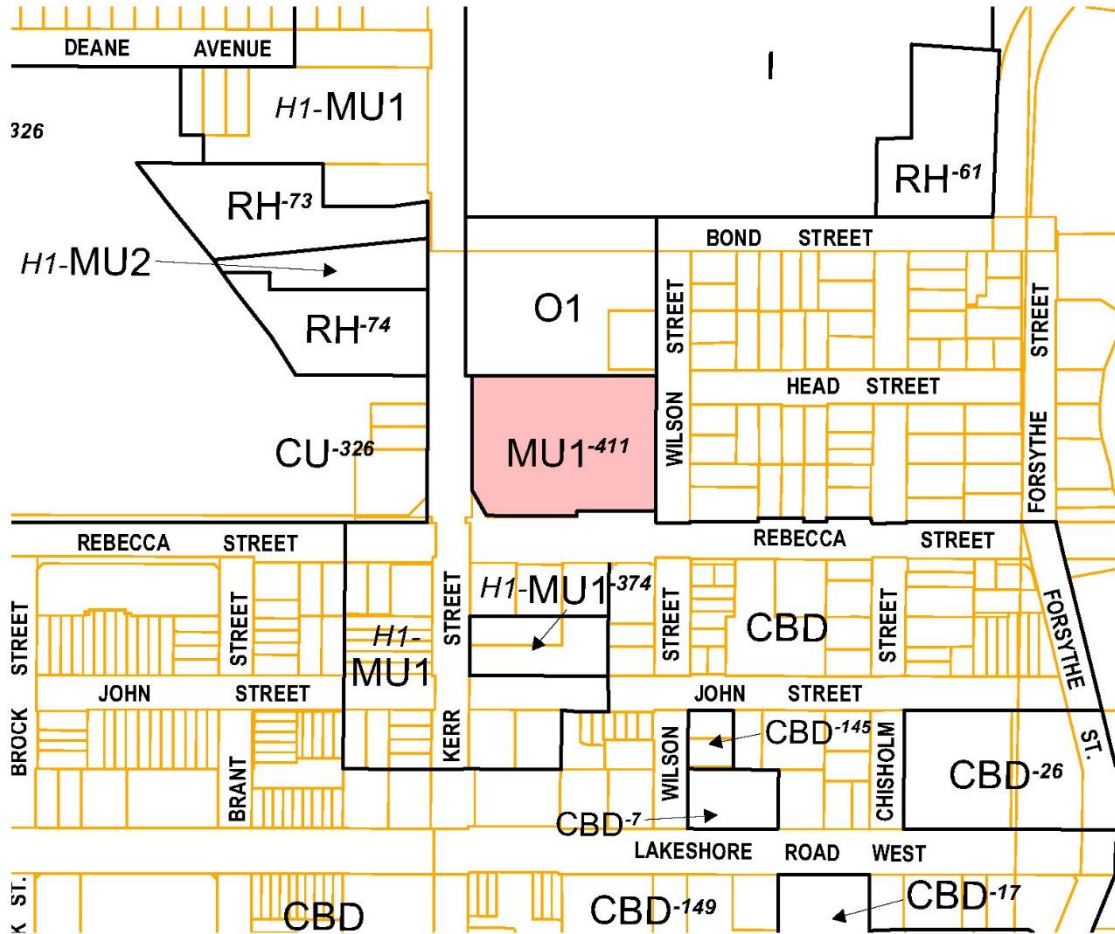 DEANE AVENUE
I
H1-MU1
326
RH-61
RH-73
BOND STREET
H1-MU2
O1
STREET
STREET
RH-74
HEAD STREET
WILSON
FORSYTHE
CU-326
MU1-411
REBECCA STREET
REBECCA STREET
H1-MU1-374
STREET
STREET
STREET
STREET
STREET
FORSYTHE
ST.
H1-
MU1
CBD
JOHN STREET
JOHN STREET
BROCK
BRANT
KERR
WILSON
CHISHOLM
CBD-145
CBD-26
CBD-7
LAKESHORE ROAD WEST
K ST.
CBD
CBD-149
CBD-17